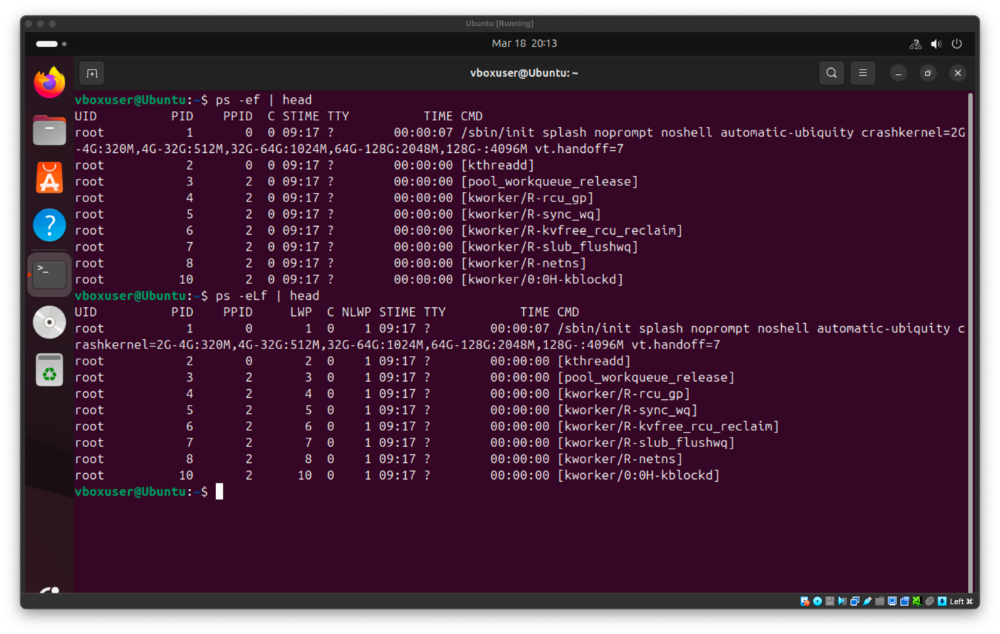 Ubuntu [Running]
Mar 18 20:13
vboxuser@Ubuntu: ~
vboxuser@Ubuntu:~$ ps -ef | head
UID          PID    PPID  C STIME TTY          TIME CMD
root           1       0  0 09:17 ?        00:00:07 /sbin/init splash noprompt noshell automatic-ubiquity crashkernel=2G
-4G:320M,4G-32G:512M,32G-64G:1024M,64G-128G:2048M,128G-:4096M vt.handoff=7
root           2       0  0 09:17 ?        00:00:00 [kthreadd]
root           3       2  0 09:17 ?        00:00:00 [pool_workqueue_release]
root           4       2  0 09:17 ?        00:00:00 [kworker/R-rcu_gp]
root           5       2  0 09:17 ?        00:00:00 [kworker/R-sync_wq]
root           6       2  0 09:17 ?        00:00:00 [kworker/R-kvfree_rcu_reclaim]
root           7       2  0 09:17 ?        00:00:00 [kworker/R-slub_flushwq]
root           8       2  0 09:17 ?        00:00:00 [kworker/R-netns]
root          10       2  0 09:17 ?        00:00:00 [kworker/0:0H-kblockd]
vboxuser@Ubuntu:~$ ps -eLf | head
UID          PID    PPID     LWP  C NLWP STIME TTY          TIME CMD
root           1       0       1  0    1 09:17 ?        00:00:07 /sbin/init splash noprompt noshell automatic-ubiquity c
rashkernel=2G-4G:320M,4G-32G:512M,32G-64G:1024M,64G-128G:2048M,128G-:4096M vt.handoff=7
root           2       0       2  0    1 09:17 ?        00:00:00 [kthreadd]
root           3       2       3  0    1 09:17 ?        00:00:00 [pool_workqueue_release]
root           4       2       4  0    1 09:17 ?        00:00:00 [kworker/R-rcu_gp]
root           5       2       5  0    1 09:17 ?        00:00:00 [kworker/R-sync_wq]
root           6       2       6  0    1 09:17 ?        00:00:00 [kworker/R-kvfree_rcu_reclaim]
root           7       2       7  0    1 09:17 ?        00:00:00 [kworker/R-slub_flushwq]
root           8       2       8  0    1 09:17 ?        00:00:00 [kworker/R-netns]
root          10       2      10  0    1 09:17 ?        00:00:00 [kworker/0:0H-kblockd]
vboxuser@Ubuntu:~$
Left ⌘